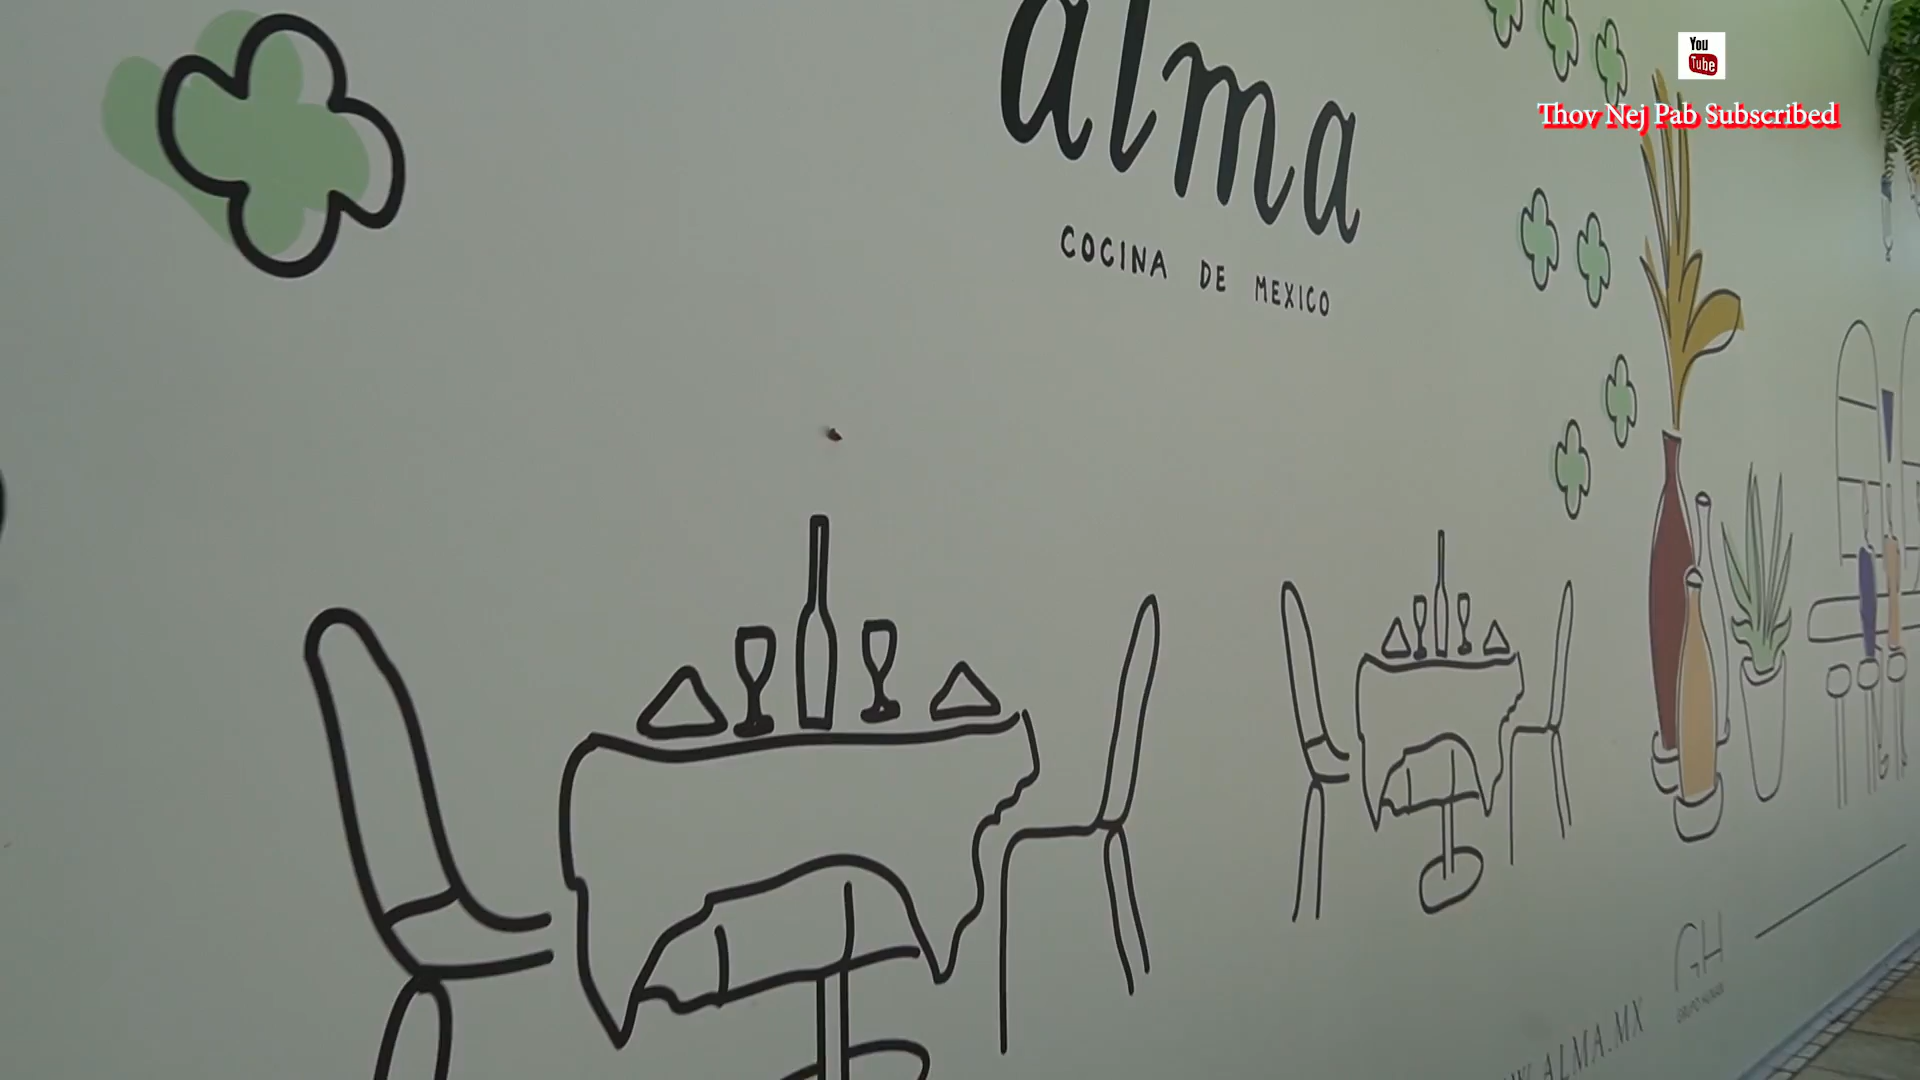 alma
COCINA DE MEXICO
You
Tube
Thov Nej Pab Subscribed
GH
ALMA.MX